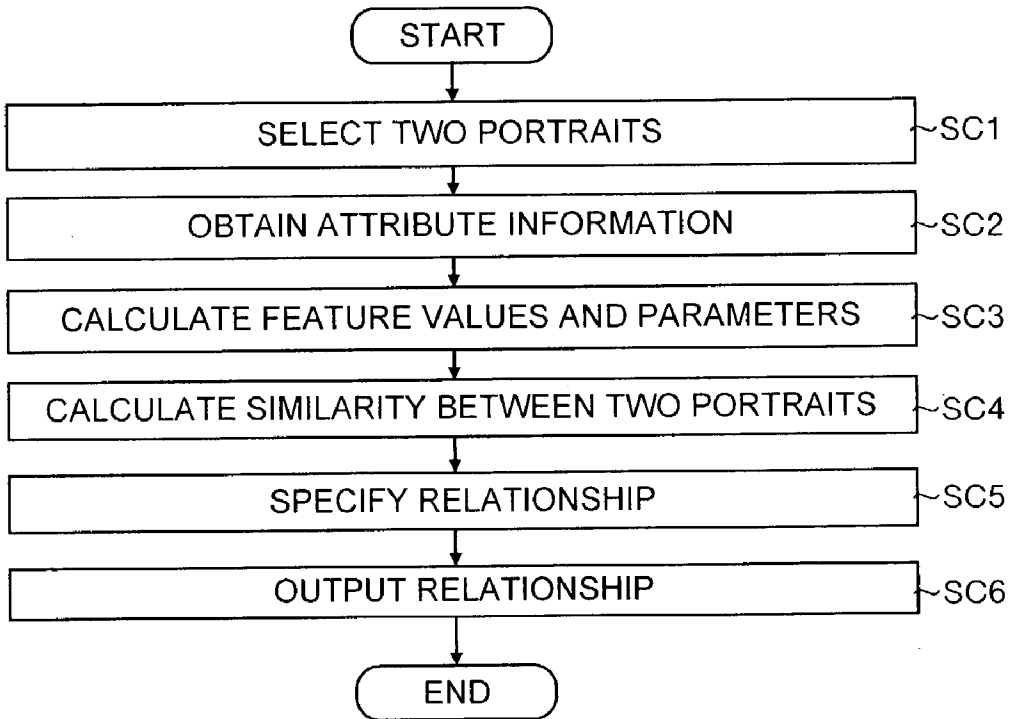 START
SELECT TWO PORTRAITS
SC1
OBTAIN ATTRIBUTE INFORMATION
SC2
CALCULATE FEATURE VALUES AND PARAMETERS
SC3
CALCULATE SIMILARITY BETWEEN TWO PORTRAITS
SC4
SPECIFY RELATIONSHIP
SC5
OUTPUT RELATIONSHIP
SC6
END